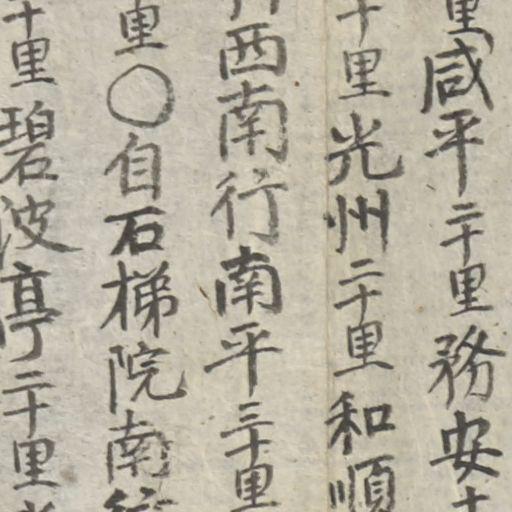 里咸平二十里務安十
十里光州二十里和順
西南行南平三十里
里○自石梯院南行
十里碧波亭二十里